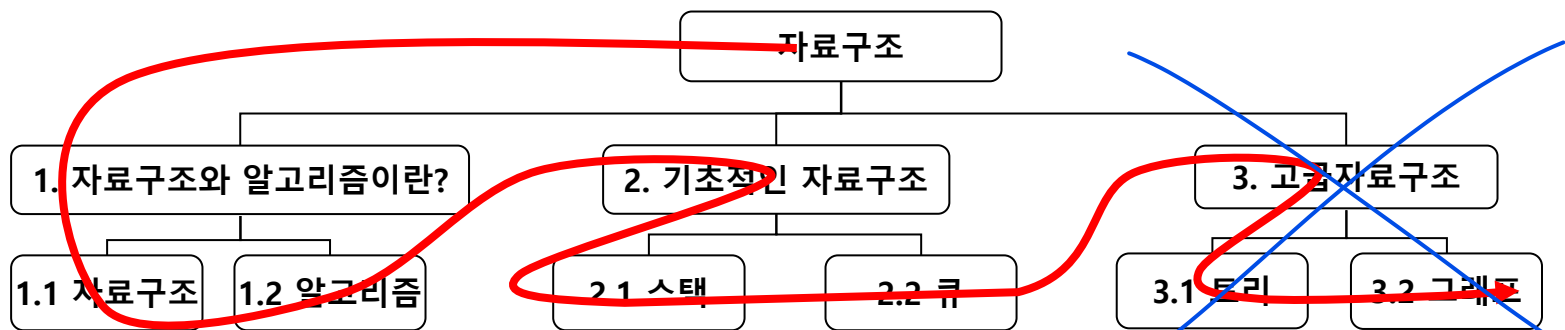 자료구조
1. 자료구조와 알고리즘이란?
2. 기초적인 자료구조
3. 고급자료구조
1.1 자료구조
1.2 알고리즘
2.1 스택
2.2 큐
3.1 트리
3.2 그래프